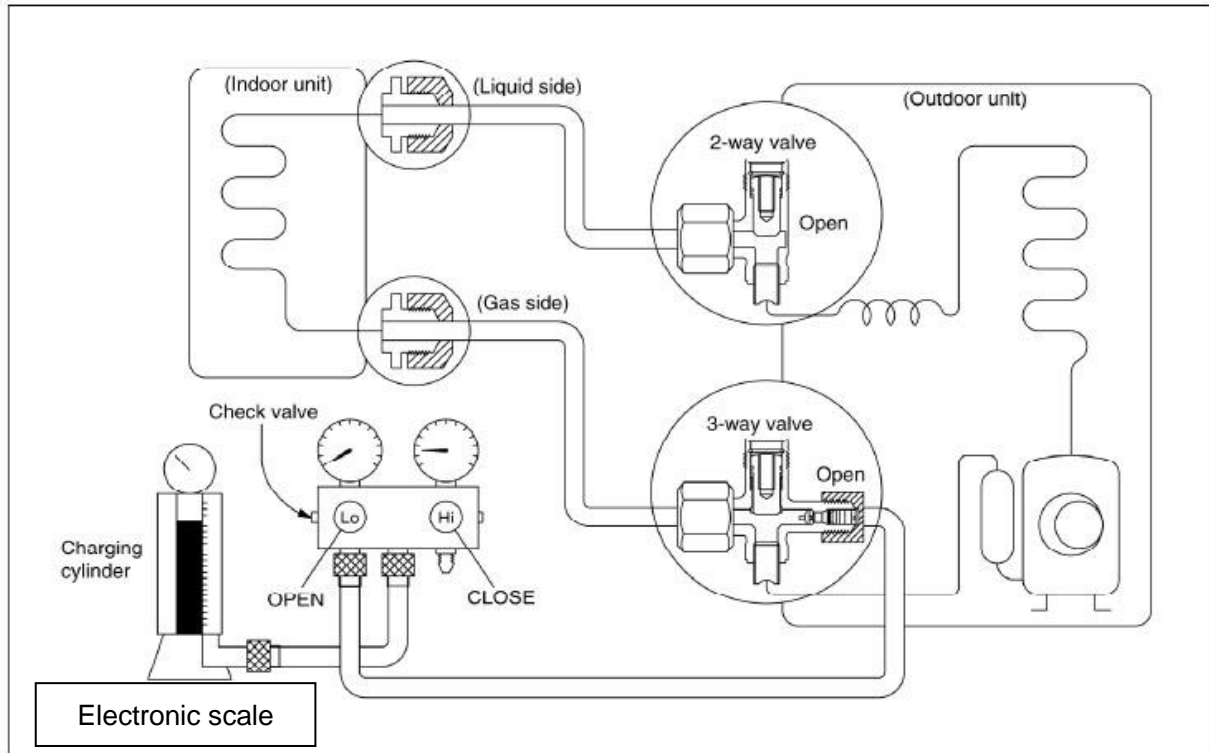 (Indoor unit)
(Liquid side)
(Outdoor unit)
2-way valve
Open
(Gas side)
Check valve
3-way valve
Open
Lo
Hi
Charging
cylinder
OPEN
CLOSE
Electronic scale